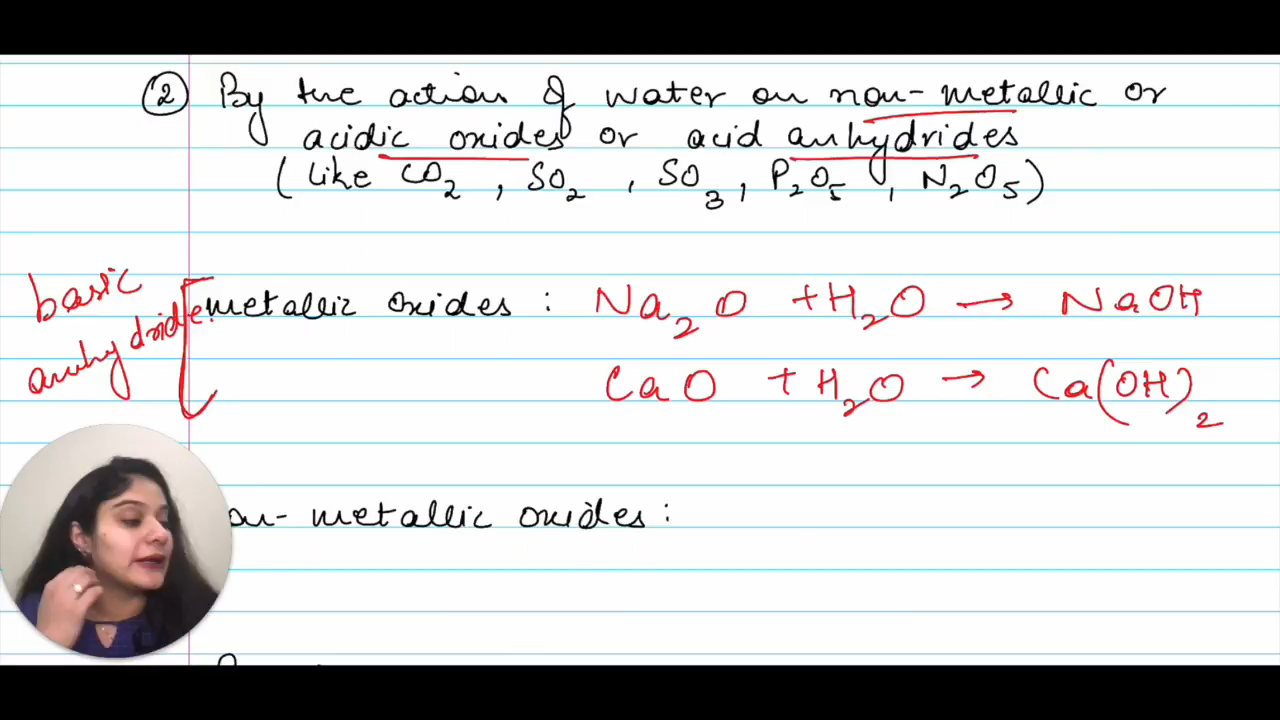 ② By the action of water on non-metallic or
acidic oxides or acid anhydrides
(like CO₂, SO₂, SO₃, P₂O₅, N₂O₅)
basic
anhydride
metallic oxides : Na₂O + H₂O → NaOH
CaO + H₂O → Ca(OH)₂
on-metallic oxides :